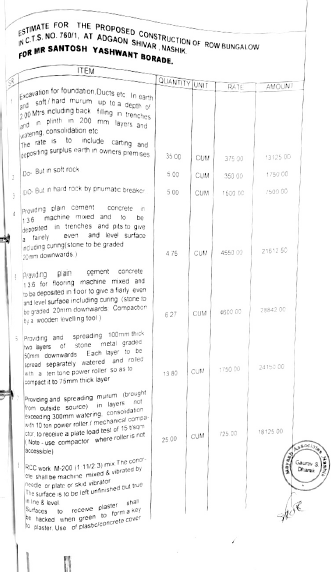 ESTIMATE FOR THE PROPOSED CONSTRUCTION OF ROW BUNGALOW
IN C.T.S. NO. 760/1, AT ADGAON SHIVAR, NASHIK.
FOR MR SANTOSH YASHWANT BORADE.
ITEM QUANTITY UNIT RATE AMOUNT
1 Excavation for foundation, Ducts etc. In earth
and soft / hard murum up to a depth of
2.00 Mtrs including back filling in trenches
and in plinth in 200 mm layers and
watering, consolidation etc.
The rate is to include carting and
depositing surplus earth in owners premises 35.00 CUM 375.00 13125.00
2 Do- But in soft rock 5.00 CUM 350.00 1750.00
3 DO- But in hard rock by pnumatic breaker 5.00 CUM 1500.00 7500.00
4 Providing plain cement concrete in
1:3:6 machine mixed and to be
deposited in trenches and pits to give
a fairely even and level surface
including curing(stone to be graded
20mm downwards ) 4.75 CUM 4550.00 21612.50
Providing plain cement concrete
1:3:6 for flooring machine mixed and
to be deposited in floor to give a fairly even
and level surface including curing (stone to
be graded 20mm downwards. Compaction
by a wooden levelling tool ) 6.27 CUM 4600.00 28842.00
Providing and spreading 100mm thick
two layers of stone metal graded
50mm downwards Each layer to be
spread separately watered and rolled
with a ten tone power roller so as to
compact it to 75mm thick layer 13.80 CUM 1750.00 24150.00
Providing and spreading murum (brought
from outside source) in layers not
exceeding 300mm watering, consolidation
with 10 ton power roller ( mechanical compa-
ctor to receive a plate load test of 15 t/sqm
( Note - use compactor where roller is not
accessible) 25.00 CUM 725.00 18125.00
RCC work M-200 (1:11/2:3) mix The concr-
ete shall be machine mixed & vibrated by
needle or plate or skid vibrator
The surface is to be left unfinished but true
in line & level
Surfaces to receive plaster shall
be hacked when green to form a key
to plaster. Use of plastic/concrete cover
Gaurav S.
Dharak